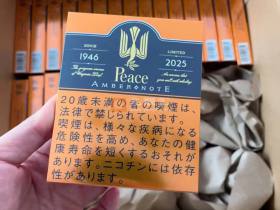 SINCE
1946
LIMITED
2025
Peace
AMBER NOTE
20歳未満の者の喫煙は、
法律で禁じられています。
喫煙は、様々な疾病になる
危険性を高め、あなたの健
康寿命を短くするおそれが
あります。ニコチンには依存
性があります。